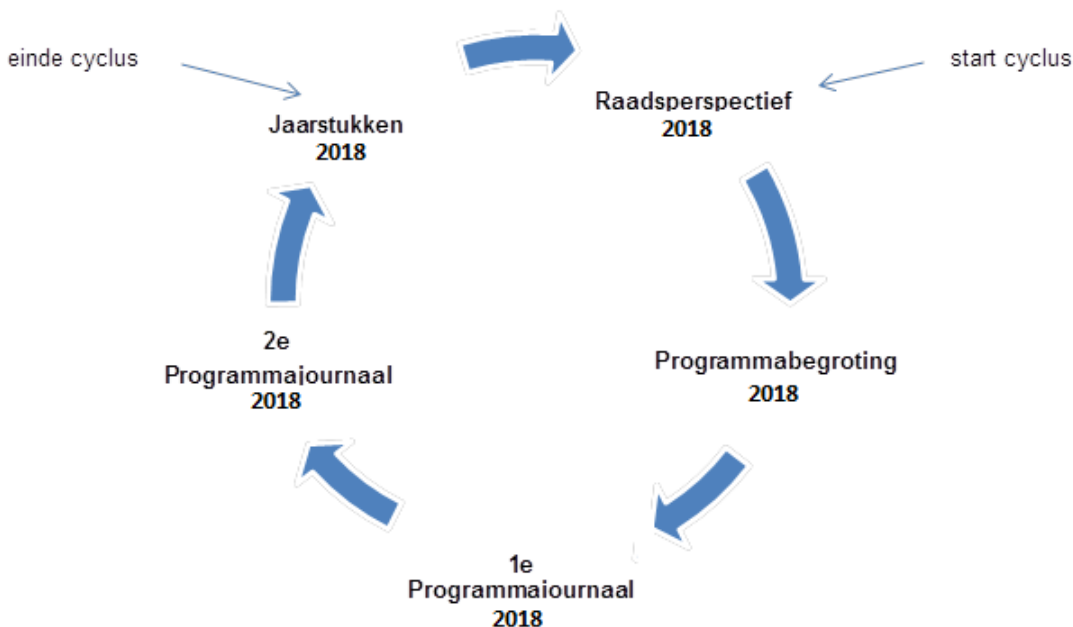 einde cyclus
start cyclus
Raadsperspectief
2018
Jaarstukken
2018
Programmabegroting
2018
2e
Programmajournaal
2018
1e
Programmajournaal
2018